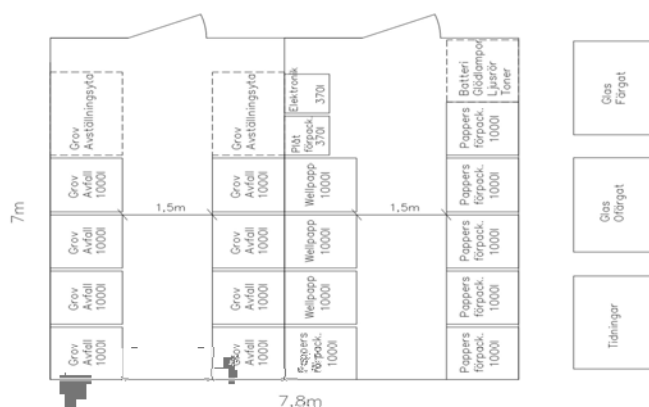 Grov
Avställningsyta
Grov
Avställningsyta
Elektronik
370l
Batteri
Glödlampor
Ljusrör
Toner
Glas
Färgat
Plåt
förpack.
370l
Pappers
förpack.
1000l
Grov
Avfall
1000l
Grov
Avfall
1000l
Wellpapp
1000l
Pappers
förpack.
1000l
Glas
Ofärgat
7m
1,5m
1,5m
Grov
Avfall
1000l
Grov
Avfall
1000l
Wellpapp
1000l
Pappers
förpack.
1000l
Grov
Avfall
1000l
Grov
Avfall
1000l
Wellpapp
1000l
Pappers
förpack.
1000l
Tidningar
Grov
Avfall
1000l
Grov
Avfall
1000l
Pappers
förpack.
1000l
Pappers
förpack.
1000l
7,8m